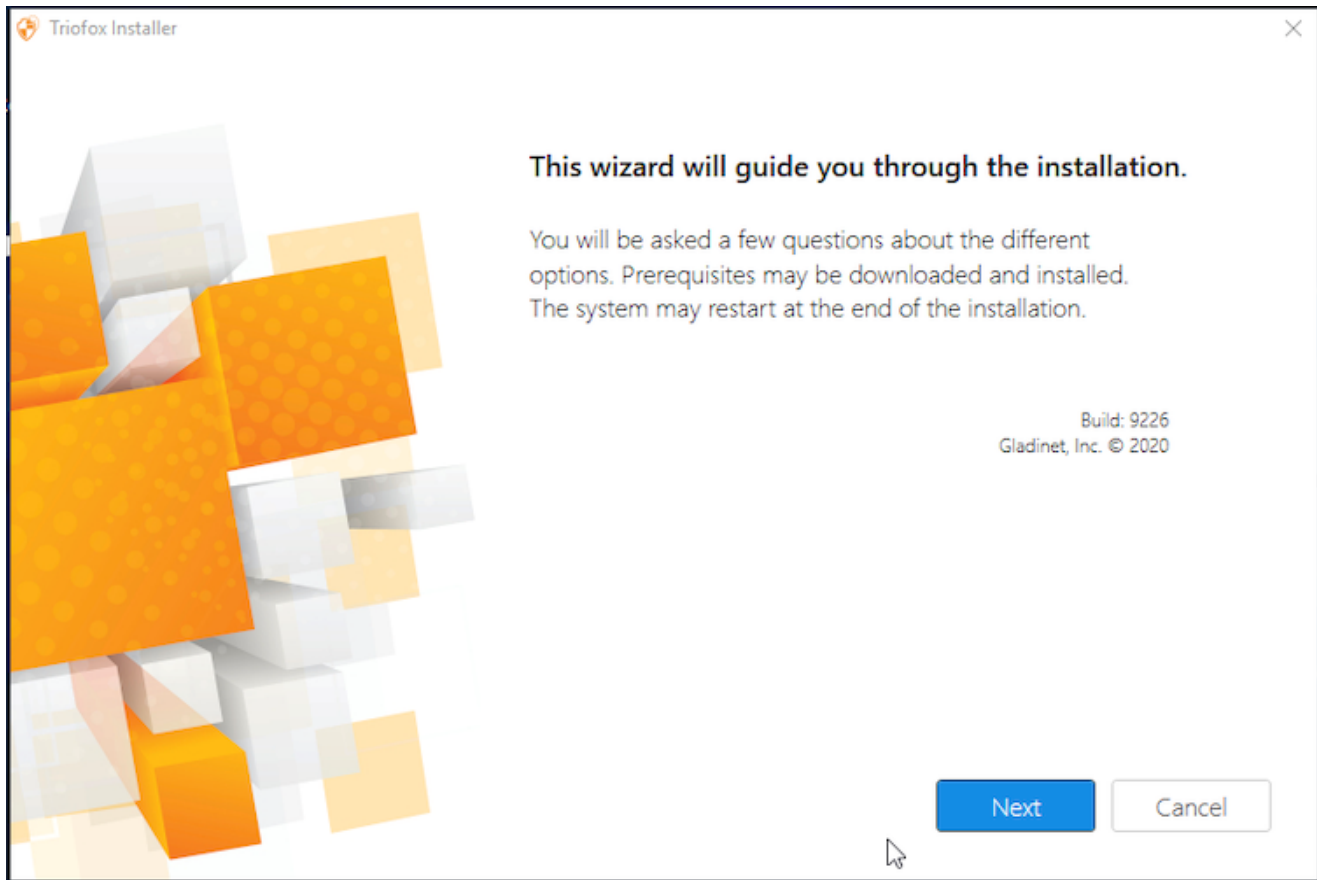 Triofox Installer
This wizard will guide you through the installation.
You will be asked a few questions about the different
options. Prerequisites may be downloaded and installed.
The system may restart at the end of the installation.
Build: 9226
Gladinet, Inc. © 2020
Next
Cancel